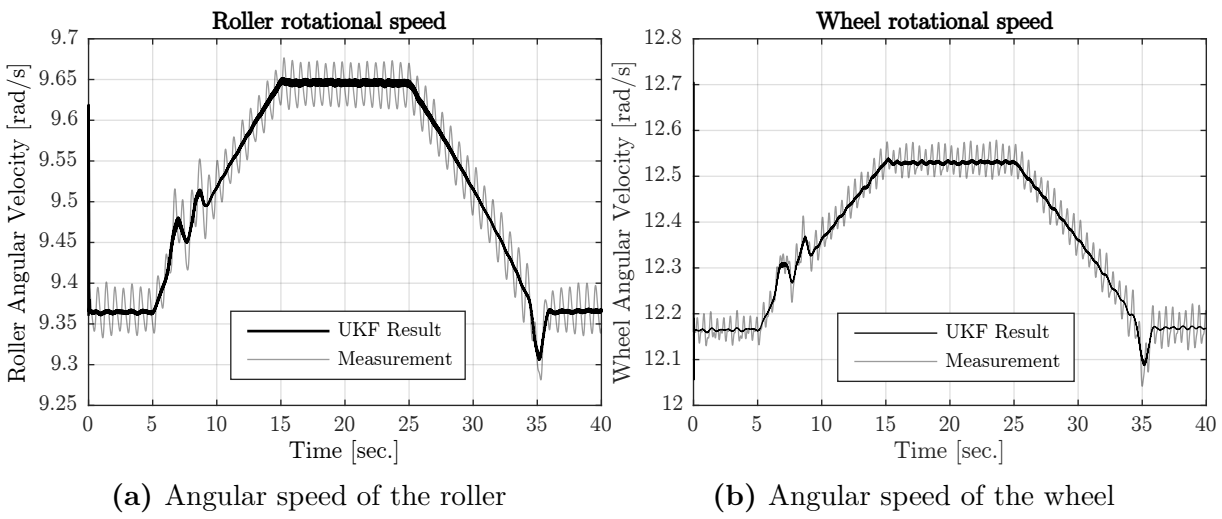 Roller rotational speed
9.7
9.65
9.6
9.55
9.5
9.45
9.4
9.35
9.3
9.25
Roller Angular Velocity [rad/s]
UKF Result
Measurement
0 5 10 15 20 25 30 35 40
Time [sec.]
(a) Angular speed of the roller
Wheel rotational speed
12.8
12.7
12.6
12.5
12.4
12.3
12.2
12.1
12
Wheel Angular Velocity [rad/s]
UKF Result
Measurement
0 5 10 15 20 25 30 35 40
Time [sec.]
(b) Angular speed of the wheel